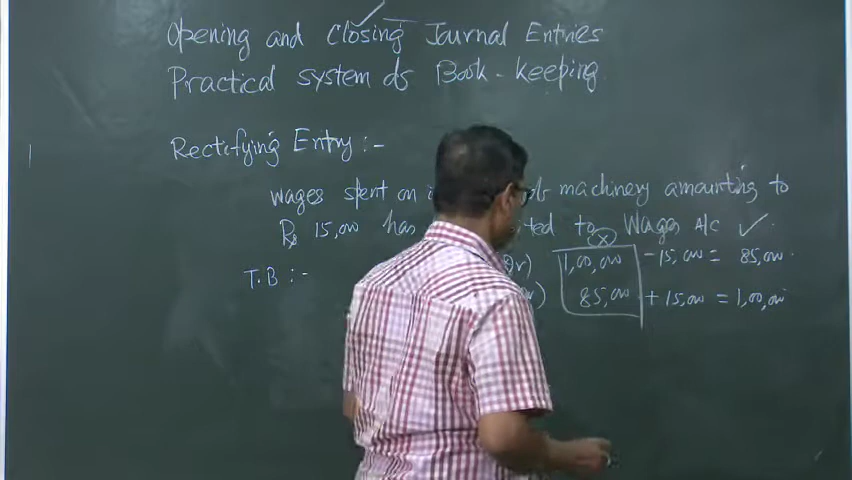 Opening and Closing Journal Entries
Practical system of Book-keeping
Rectifying Entry :-
wages spent on of machinery amounting to
Rs 15,000 has to Wages A/c ✓
T.B :- 1,00,000 - 15,000 = 85,000
85,000 + 15,000 = 1,00,000